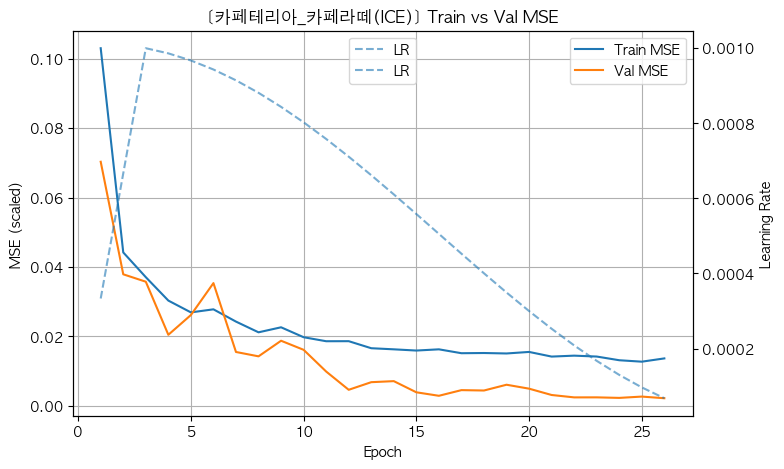 [카페테리아_카페라떼(ICE)] Train vs Val MSE
LR
LR
Train MSE
Val MSE
MSE (scaled)
0.10
0.08
0.06
0.04
0.02
0.00
0.0010
0.0008
0.0006
0.0004
0.0002
Learning Rate
0
5
10
15
20
25
Epoch